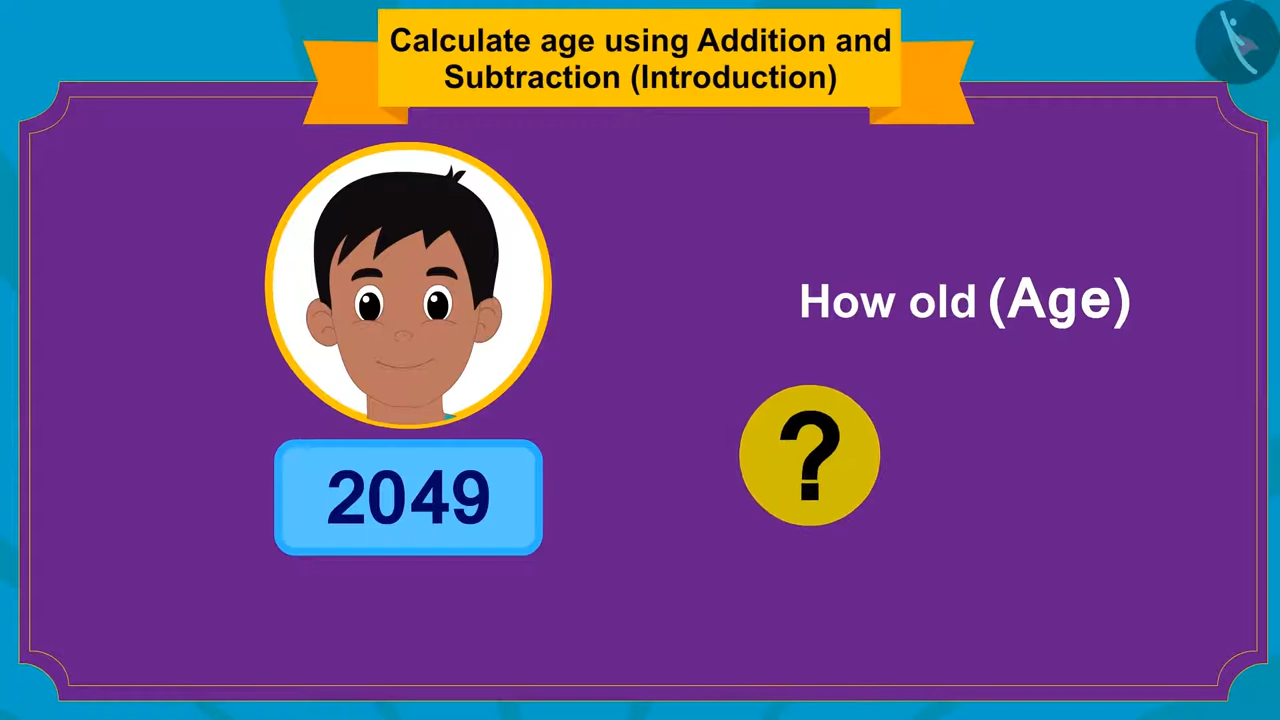 Calculate age using Addition and
Subtraction (Introduction)
How old (Age)
?
2049